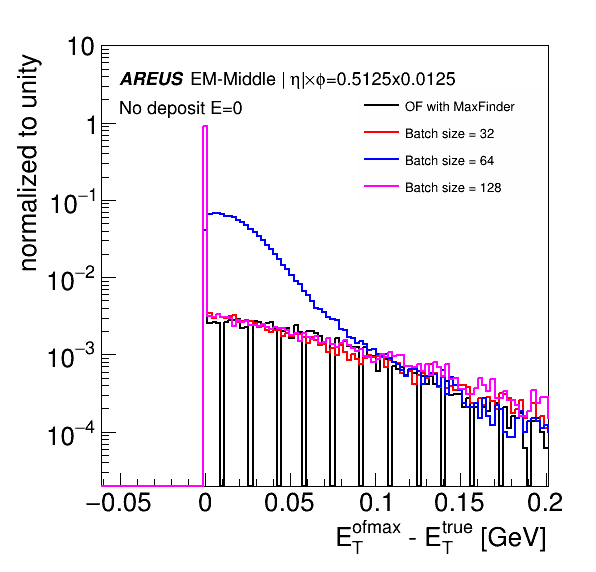 AREUS EM-Middle | η|×ϕ=0.5125x0.0125
No deposit E=0
OF with MaxFinder
Batch size = 32
Batch size = 64
Batch size = 128
normalized to unity
10
1
10⁻¹
10⁻²
10⁻³
10⁻⁴
−0.05 0 0.05 0.1 0.15 0.2
E_T^ofmax - E_T^true [GeV]